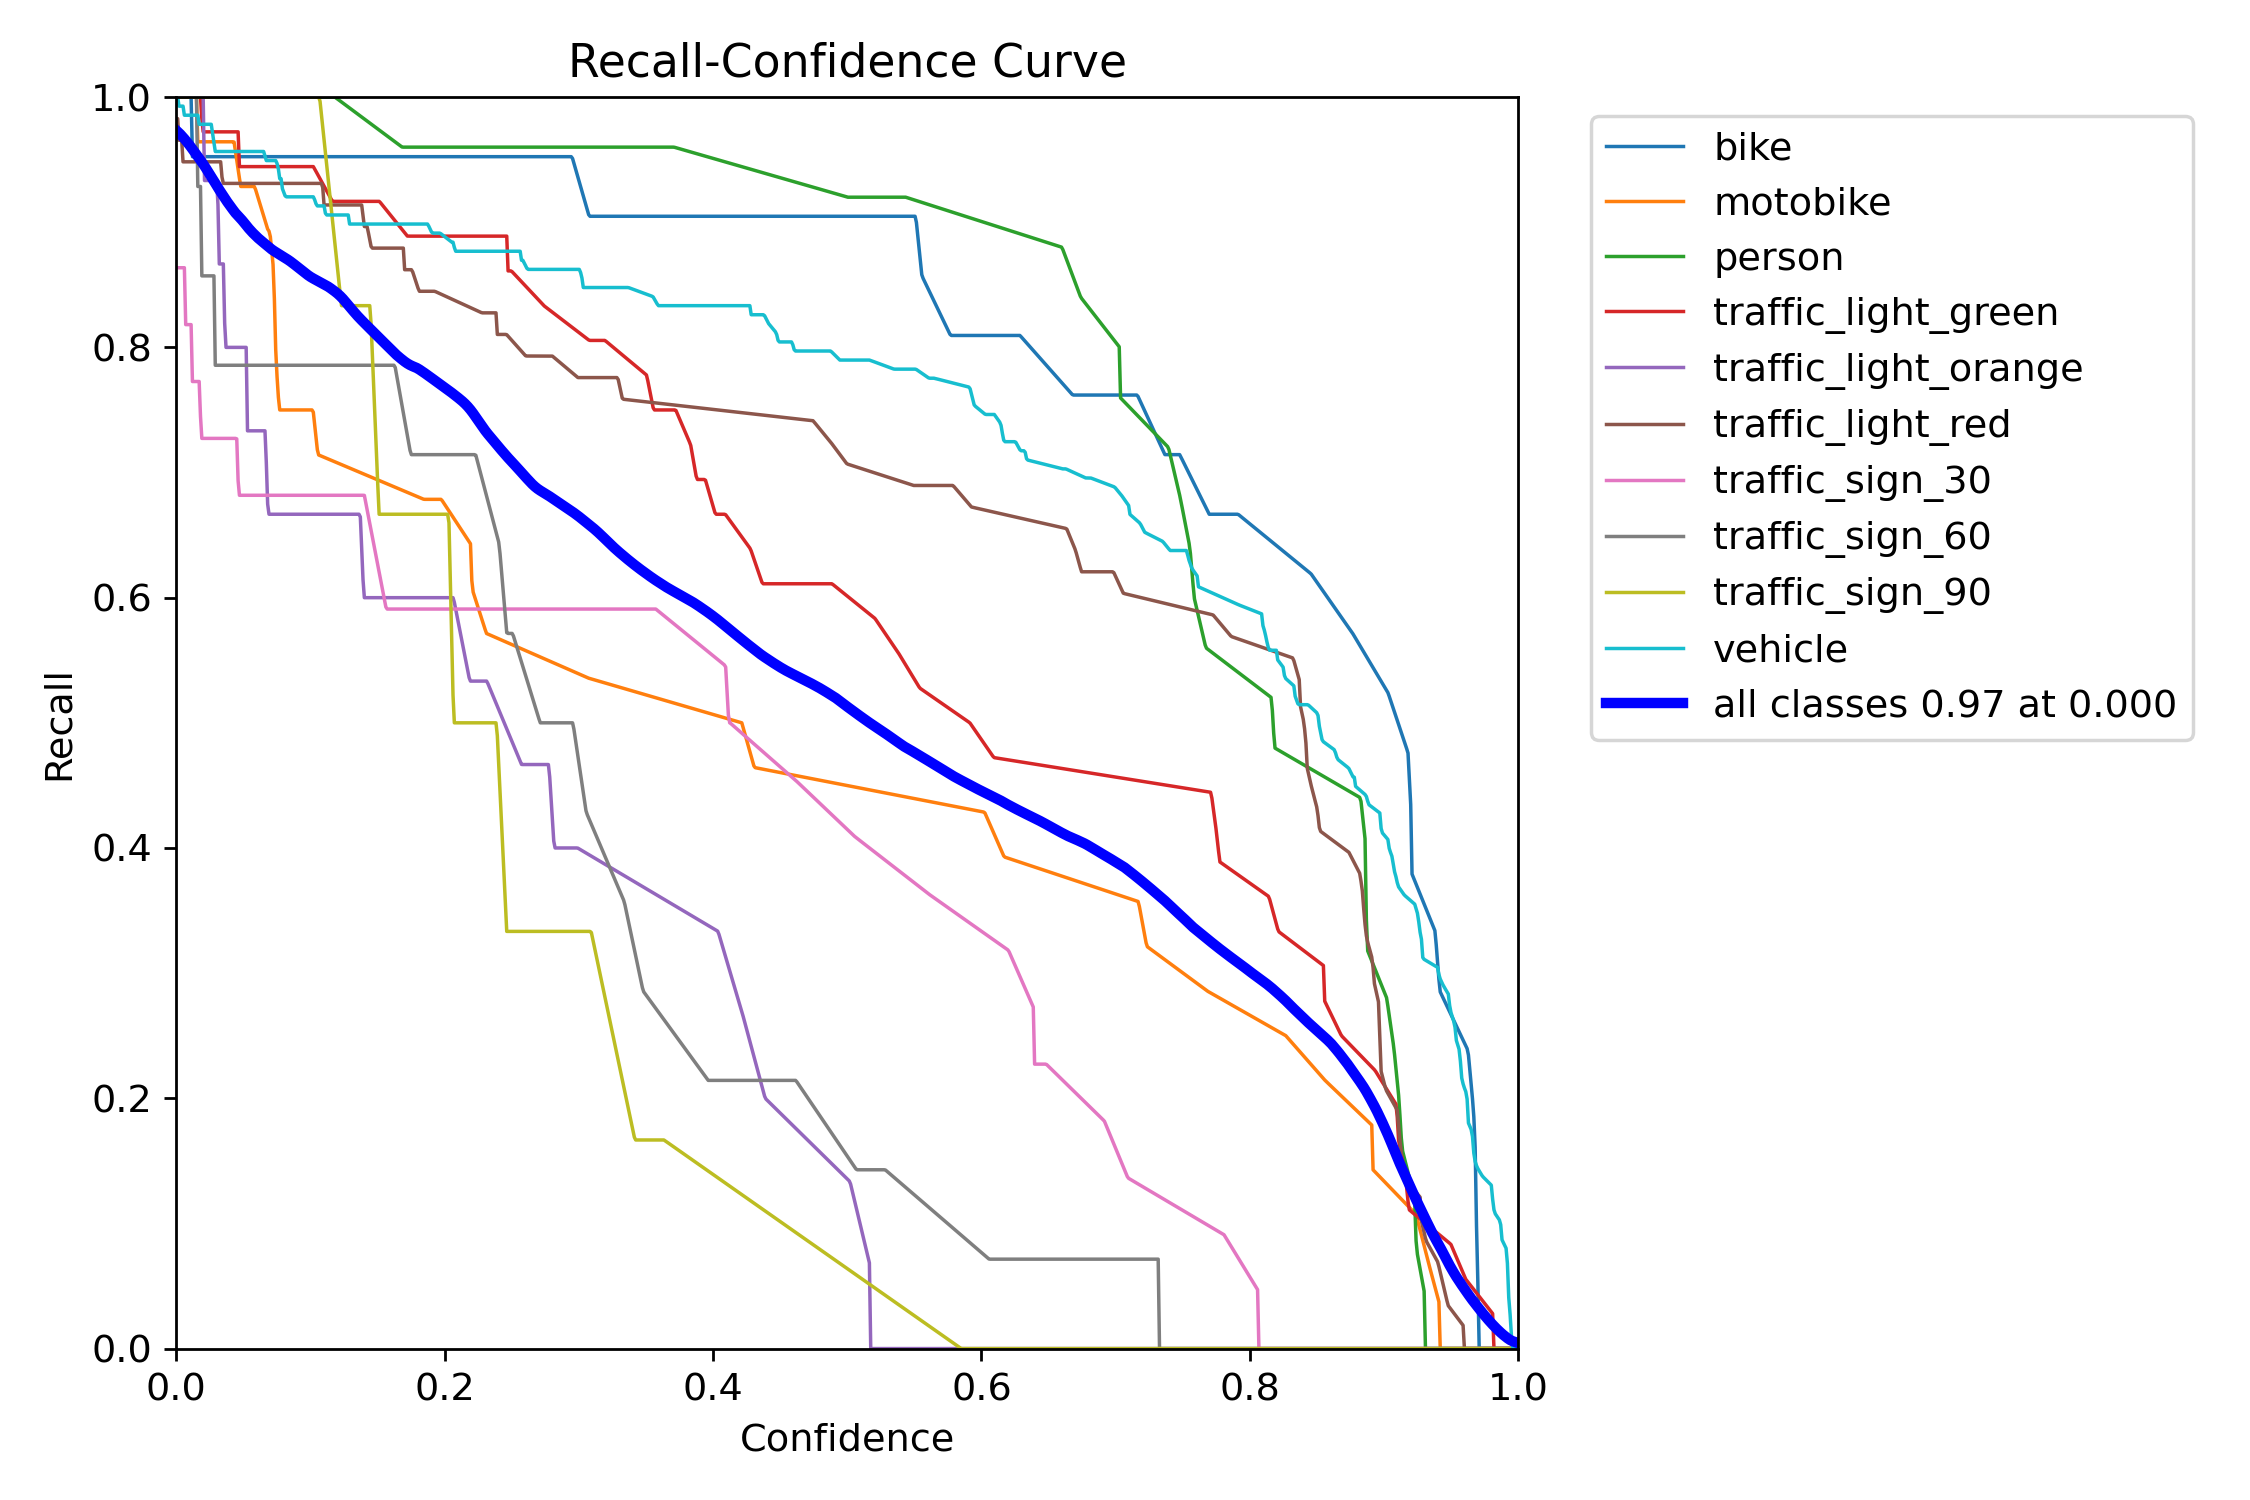 Recall-Confidence Curve
1.0
0.8
0.6
0.4
0.2
0.0
Recall
0.0 0.2 0.4 0.6 0.8 1.0
Confidence
bike
motobike
person
traffic_light_green
traffic_light_orange
traffic_light_red
traffic_sign_30
traffic_sign_60
traffic_sign_90
vehicle
all classes 0.97 at 0.000